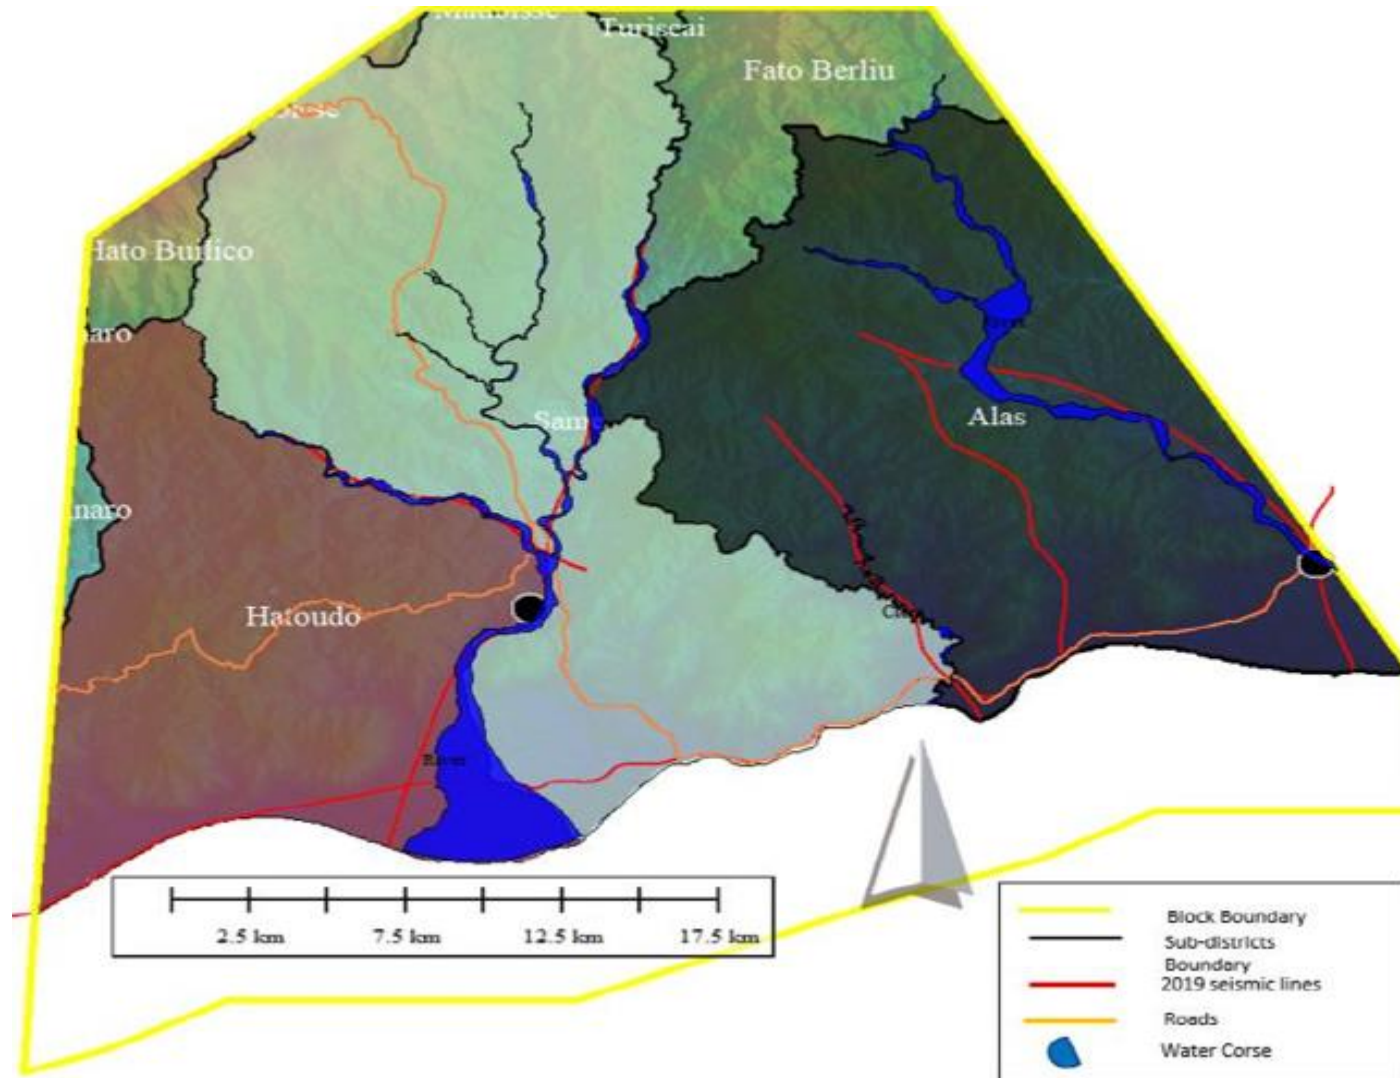 Turiscai
Fato Berliu
Hato Builico
Alas
Hatoudo
River
2.5 km 7.5 km 12.5 km 17.5 km
Block Boundary
Sub-districts
Boundary
2019 seismic lines
Roads
Water Corse